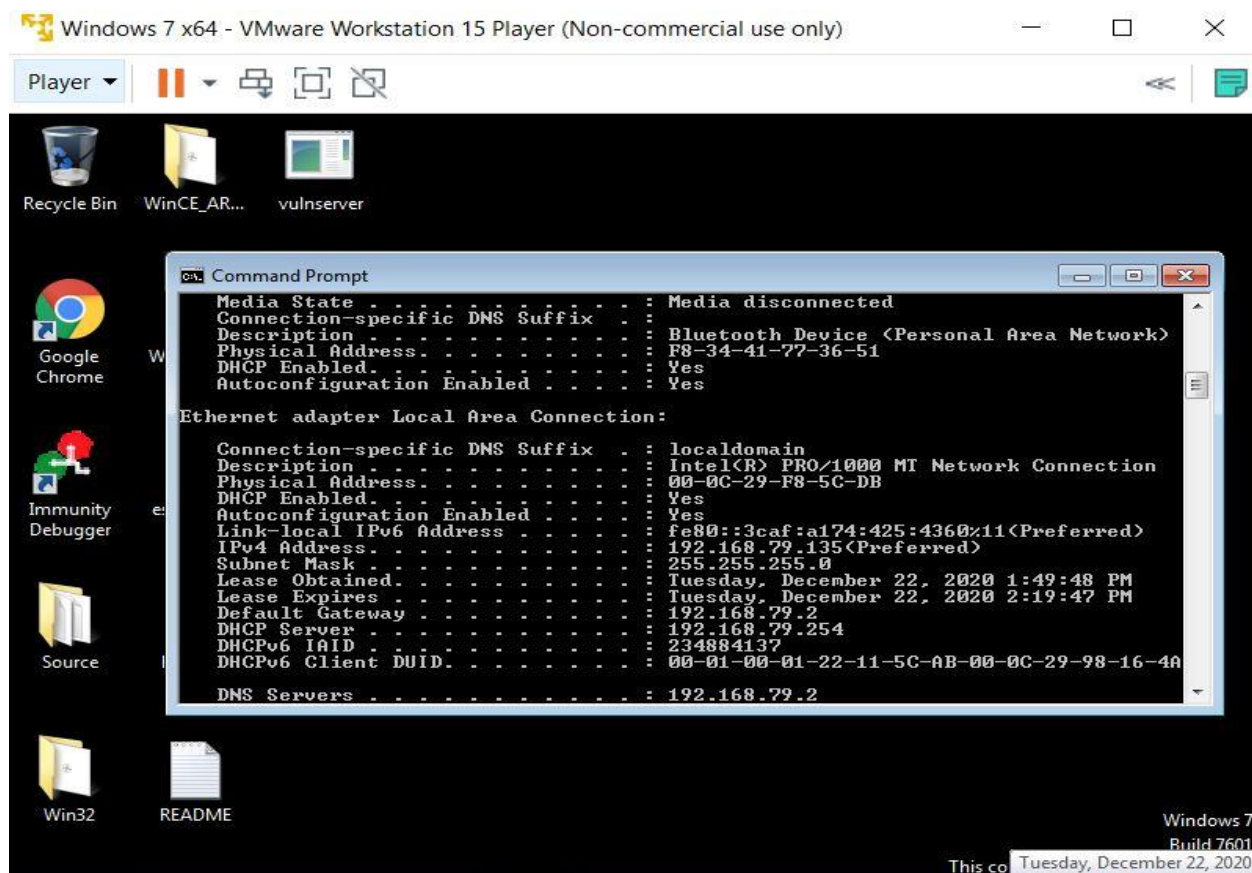 Windows 7 x64 - VMware Workstation 15 Player (Non-commercial use only)
Player
Recycle Bin
WinCE_AR...
vulnserver
Google Chrome
W
Immunity Debugger
es
Source
Win32
README
Command Prompt
Media State . . . . . . . . . . . : Media disconnected
Connection-specific DNS Suffix  . :
Description . . . . . . . . . . . : Bluetooth Device (Personal Area Network)
Physical Address. . . . . . . . . : F8-34-41-77-36-51
DHCP Enabled. . . . . . . . . . . : Yes
Autoconfiguration Enabled . . . . : Yes
Ethernet adapter Local Area Connection:
Connection-specific DNS Suffix  . : localdomain
Description . . . . . . . . . . . : Intel(R) PRO/1000 MT Network Connection
Physical Address. . . . . . . . . : 00-0C-29-F8-5C-DB
DHCP Enabled. . . . . . . . . . . : Yes
Autoconfiguration Enabled . . . . : Yes
Link-local IPv6 Address . . . . . : fe80::3caf:a174:425:4360%11(Preferred)
IPv4 Address. . . . . . . . . . . : 192.168.79.135(Preferred)
Subnet Mask . . . . . . . . . . . : 255.255.255.0
Lease Obtained. . . . . . . . . . : Tuesday, December 22, 2020 1:49:48 PM
Lease Expires . . . . . . . . . . : Tuesday, December 22, 2020 2:19:47 PM
Default Gateway . . . . . . . . . : 192.168.79.2
DHCP Server . . . . . . . . . . . : 192.168.79.254
DHCPv6 IAID . . . . . . . . . . . : 234884137
DHCPv6 Client DUID. . . . . . . . : 00-01-00-01-22-11-5C-AB-00-0C-29-98-16-4A
DNS Servers . . . . . . . . . . . : 192.168.79.2
Windows 7
Build 7601
This co
Tuesday, December 22, 2020